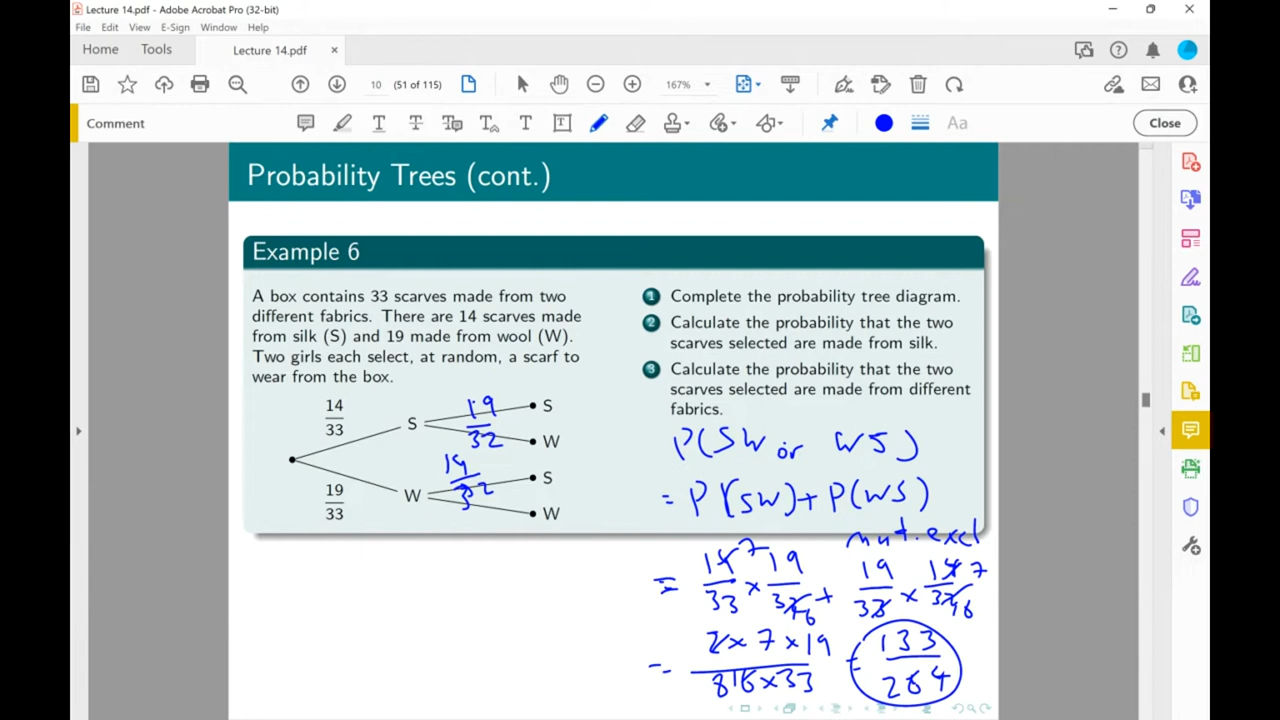 Lecture 14.pdf - Adobe Acrobat Pro (32-bit)
File Edit View E-Sign Window Help
Home Tools Lecture 14.pdf ×
10 (51 of 115) 167%
Comment Close
Probability Trees (cont.)
Example 6
A box contains 33 scarves made from two
different fabrics. There are 14 scarves made
from silk (S) and 19 made from wool (W).
Two girls each select, at random, a scarf to
wear from the box.
14
33
S
19
32
S
W
19
33
W
14
32
S
W
1 Complete the probability tree diagram.
2 Calculate the probability that the two
scarves selected are made from silk.
3 Calculate the probability that the two
scarves selected are made from different
fabrics.
P(SW or WS)
= P(SW) + P(WS)
mut. excl
= 14 7/33 × 19/32 16 + 19/33 × 14 7/32 16
= 2 × 7 × 19 / 8 16 × 33 = 133/264